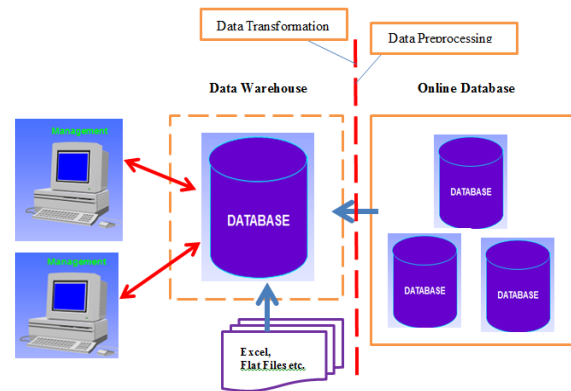 Data Transformation
Data Preprocessing
Data Warehouse
Online Database
Management
DATABASE
DATABASE
Management
DATABASE
DATABASE
Excel,
Flat Files etc.